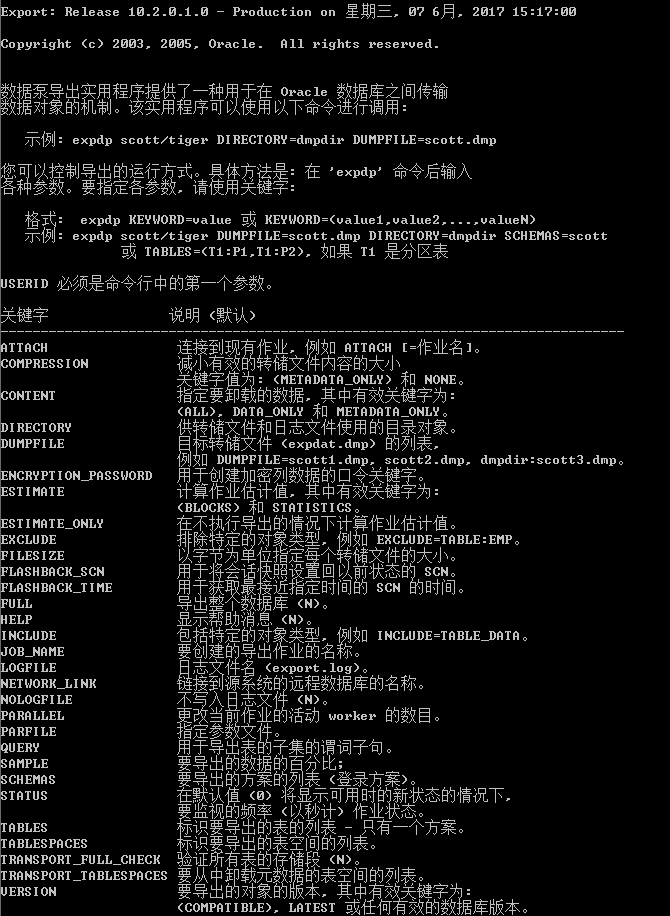 Export: Release 10.2.0.1.0 - Production on 星期三, 07 6月, 2017 15:17:00
Copyright (c) 2003, 2005, Oracle.  All rights reserved.
数据泵导出实用程序提供了一种用于在 Oracle 数据库之间传输
数据对象的机制。该实用程序可以使用以下命令进行调用:
示例: expdp scott/tiger DIRECTORY=dmpdir DUMPFILE=scott.dmp
您可以控制导出的运行方式。具体方法是: 在 'expdp' 命令后输入
各种参数。要指定各参数, 请使用关键字:
格式:  expdp KEYWORD=value 或 KEYWORD=(value1,value2,...,valueN)
示例: expdp scott/tiger DUMPFILE=scott.dmp DIRECTORY=dmpdir SCHEMAS=scott
或 TABLES=(T1:P1,T1:P2), 如果 T1 是分区表
USERID 必须是命令行中的第一个参数。
关键字 说明 (默认)
------------------------------------------------------------------------------
ATTACH 连接到现有作业, 例如 ATTACH [=作业名]。
COMPRESSION 减小有效的转储文件内容的大小
关键字值为: (METADATA_ONLY) 和 NONE。
CONTENT 指定要卸载的数据, 其中有效关键字为:
(ALL), DATA_ONLY 和 METADATA_ONLY。
DIRECTORY 供转储文件和日志文件使用的目录对象。
DUMPFILE 目标转储文件 (expdat.dmp) 的列表,
例如 DUMPFILE=scott1.dmp, scott2.dmp, dmpdir:scott3.dmp。
ENCRYPTION_PASSWORD 用于创建加密列数据的口令关键字。
ESTIMATE 计算作业估计值, 其中有效关键字为:
(BLOCKS) 和 STATISTICS。
ESTIMATE_ONLY 在不执行导出的情况下计算作业估计值。
EXCLUDE 排除特定的对象类型, 例如 EXCLUDE=TABLE:EMP。
FILESIZE 以字节为单位指定每个转储文件的大小。
FLASHBACK_SCN 用于将会话快照设置回以前状态的 SCN。
FLASHBACK_TIME 用于获取最接近指定时间的 SCN 的时间。
FULL 导出整个数据库 (N)。
HELP 显示帮助消息 (N)。
INCLUDE 包括特定的对象类型, 例如 INCLUDE=TABLE_DATA。
JOB_NAME 要创建的导出作业的名称。
LOGFILE 日志文件名 (export.log)。
NETWORK_LINK 链接到源系统的远程数据库的名称。
NOLOGFILE 不写入日志文件 (N)。
PARALLEL 更改当前作业的活动 worker 的数目。
PARFILE 指定参数文件。
QUERY 用于导出表的子集的谓词子句。
SAMPLE 要导出的数据的百分比;
SCHEMAS 要导出的方案的列表 (登录方案)。
STATUS 在默认值 (0) 将显示可用时的新状态的情况下,
要监视的频率 (以秒计) 作业状态。
TABLES 标识要导出的表的列表 - 只有一个方案。
TABLESPACES 标识要导出的表空间的列表。
TRANSPORT_FULL_CHECK 验证所有表的存储段 (N)。
TRANSPORT_TABLESPACES 要从中卸载元数据的表空间的列表。
VERSION 要导出的对象的版本, 其中有效关键字为:
(COMPATIBLE), LATEST 或任何有效的数据库版本。